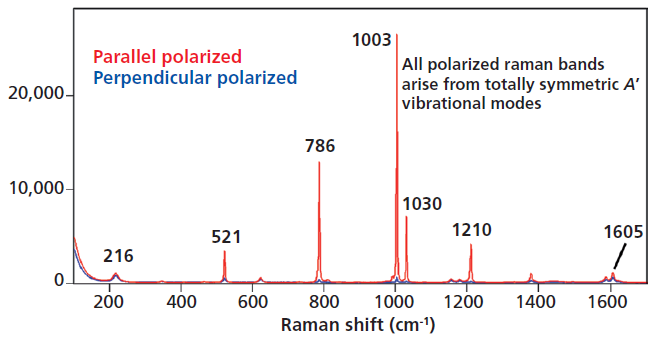 1003
Parallel polarized
Perpendicular polarized
All polarized raman bands
arise from totally symmetric A′
vibrational modes
20,000
786
10,000
1030
521
1210
1605
216
0
200 400 600 800 1000 1200 1400 1600
Raman shift (cm⁻¹)